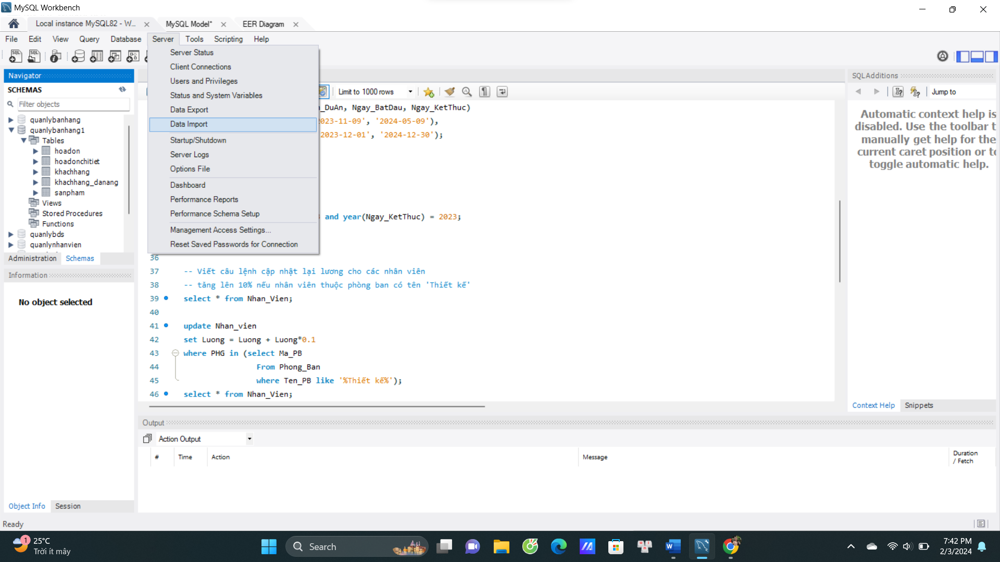 MySQL Workbench
Local instance MySQL82 - W...
MySQL Model*
EER Diagram
File Edit View Query Database Server Tools Scripting Help
Server Status
Client Connections
Users and Privileges
Status and System Variables
Data Export
Data Import
Startup/Shutdown
Server Logs
Options File
Dashboard
Performance Reports
Performance Schema Setup
Management Access Settings...
Reset Saved Passwords for Connection
Navigator
SCHEMAS
Filter objects
quanlybanhang
quanlybanhang1
Tables
hoadon
hoadonchitiet
khachhang
khachhang_danang
sanpham
Views
Stored Procedures
Functions
quanlybds
quanlynhanvien
Administration Schemas
Information
No object selected
Object Info Session
Limit to 1000 rows
_DuAn, Ngay_BatDau, Ngay_KetThuc)
023-11-09', '2024-05-09'),
2023-12-01', '2024-12-30');
and year(Ngay_KetThuc) = 2023;
36
37 -- Viết câu lệnh cập nhật lại lương cho các nhân viên
38 -- tăng lên 10% nếu nhân viên thuộc phòng ban có tên 'Thiết kế'
39 select * from Nhan_Vien;
40
41 update Nhan_vien
42 set Luong = Luong + Luong*0.1
43 where PHG in (select Ma_PB
44 From Phong_Ban
45 where Ten_PB like '%Thiết kế%');
46 select * from Nhan_Vien;
SQLAdditions
Jump to
Automatic context help is
disabled. Use the toolbar t
manually get help for the
current caret position or to
toggle automatic help.
Context Help Snippets
Output
Action Output
# Time Action Message Duration / Fetch
Ready
1
25°C
Trời ít mây
Search
7:42 PM
2/3/2024